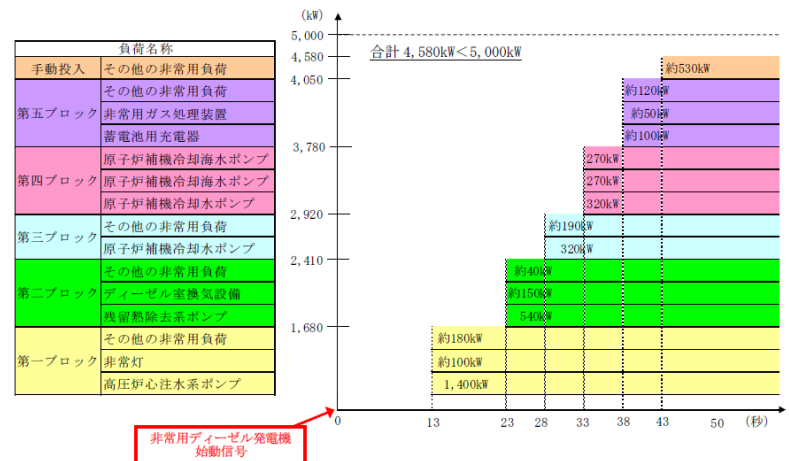 (kW)
5,000
合計 4,580kW＜5,000kW
負荷名称
4,580
手動投入 その他の非常用負荷 約530kW
4,050
第五ブロック
その他の非常用負荷 約120kW
非常用ガス処理装置 約50kW
蓄電池用充電器 約100kW
3,780
第四ブロック
原子炉補機冷却海水ポンプ 270kW
原子炉補機冷却海水ポンプ 270kW
原子炉補機冷却水ポンプ 320kW
2,920
第三ブロック
その他の非常用負荷 約190kW
原子炉補機冷却水ポンプ 320kW
2,410
第二ブロック
その他の非常用負荷 約40kW
ディーゼル室換気設備 約150kW
残留熱除去系ポンプ 540kW
1,680
第一ブロック
その他の非常用負荷 約180kW
非常灯 約100kW
高圧炉心注水系ポンプ 1,400kW
0 13 23 28 33 38 43 50 (秒)
非常用ディーゼル発電機
始動信号